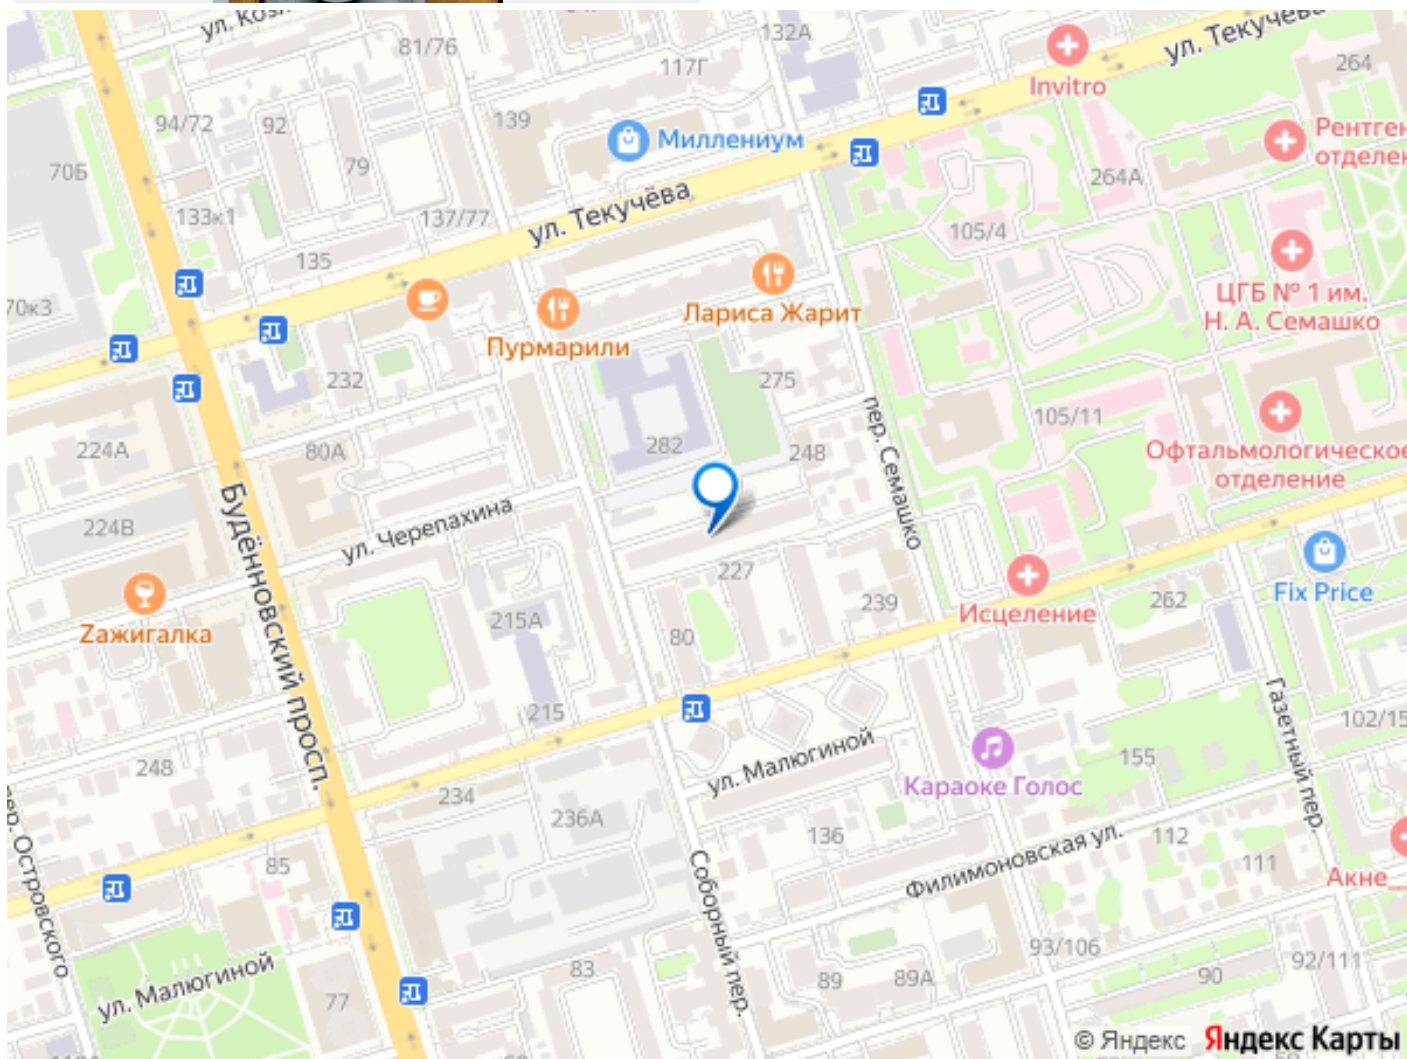 81/76
132А
ул. Текучёва
264
117Г
Invitro
94/72
92
139
Миллениум
Рентген
отделен
70Б
79
264А
133к1
137/77
ул. Текучёва
105/4
135
70к3
ЦГБ № 1 им.
Н. А. Семашко
Лариса Жарит
Пурмарили
232
275
пер. Семашко
105/11
224А
80А
282
248
Офтальмологическое
отделение
Будённовский просп.
ул. Черепахина
224В
227
Fix Price
Zажигалка
215А
239
Исцеление
262
80
Газетный пер.
215
102/15
248
ул. Малюгиной
155
Караоке Голос
234
236А
136
112
пер. Островского
85
Соборный пер.
Филимоновская ул.
111
Акне_
93/106
92/111
ул. Малюгиной
83
89
89А
90
77
© Яндекс Яндекс Карты